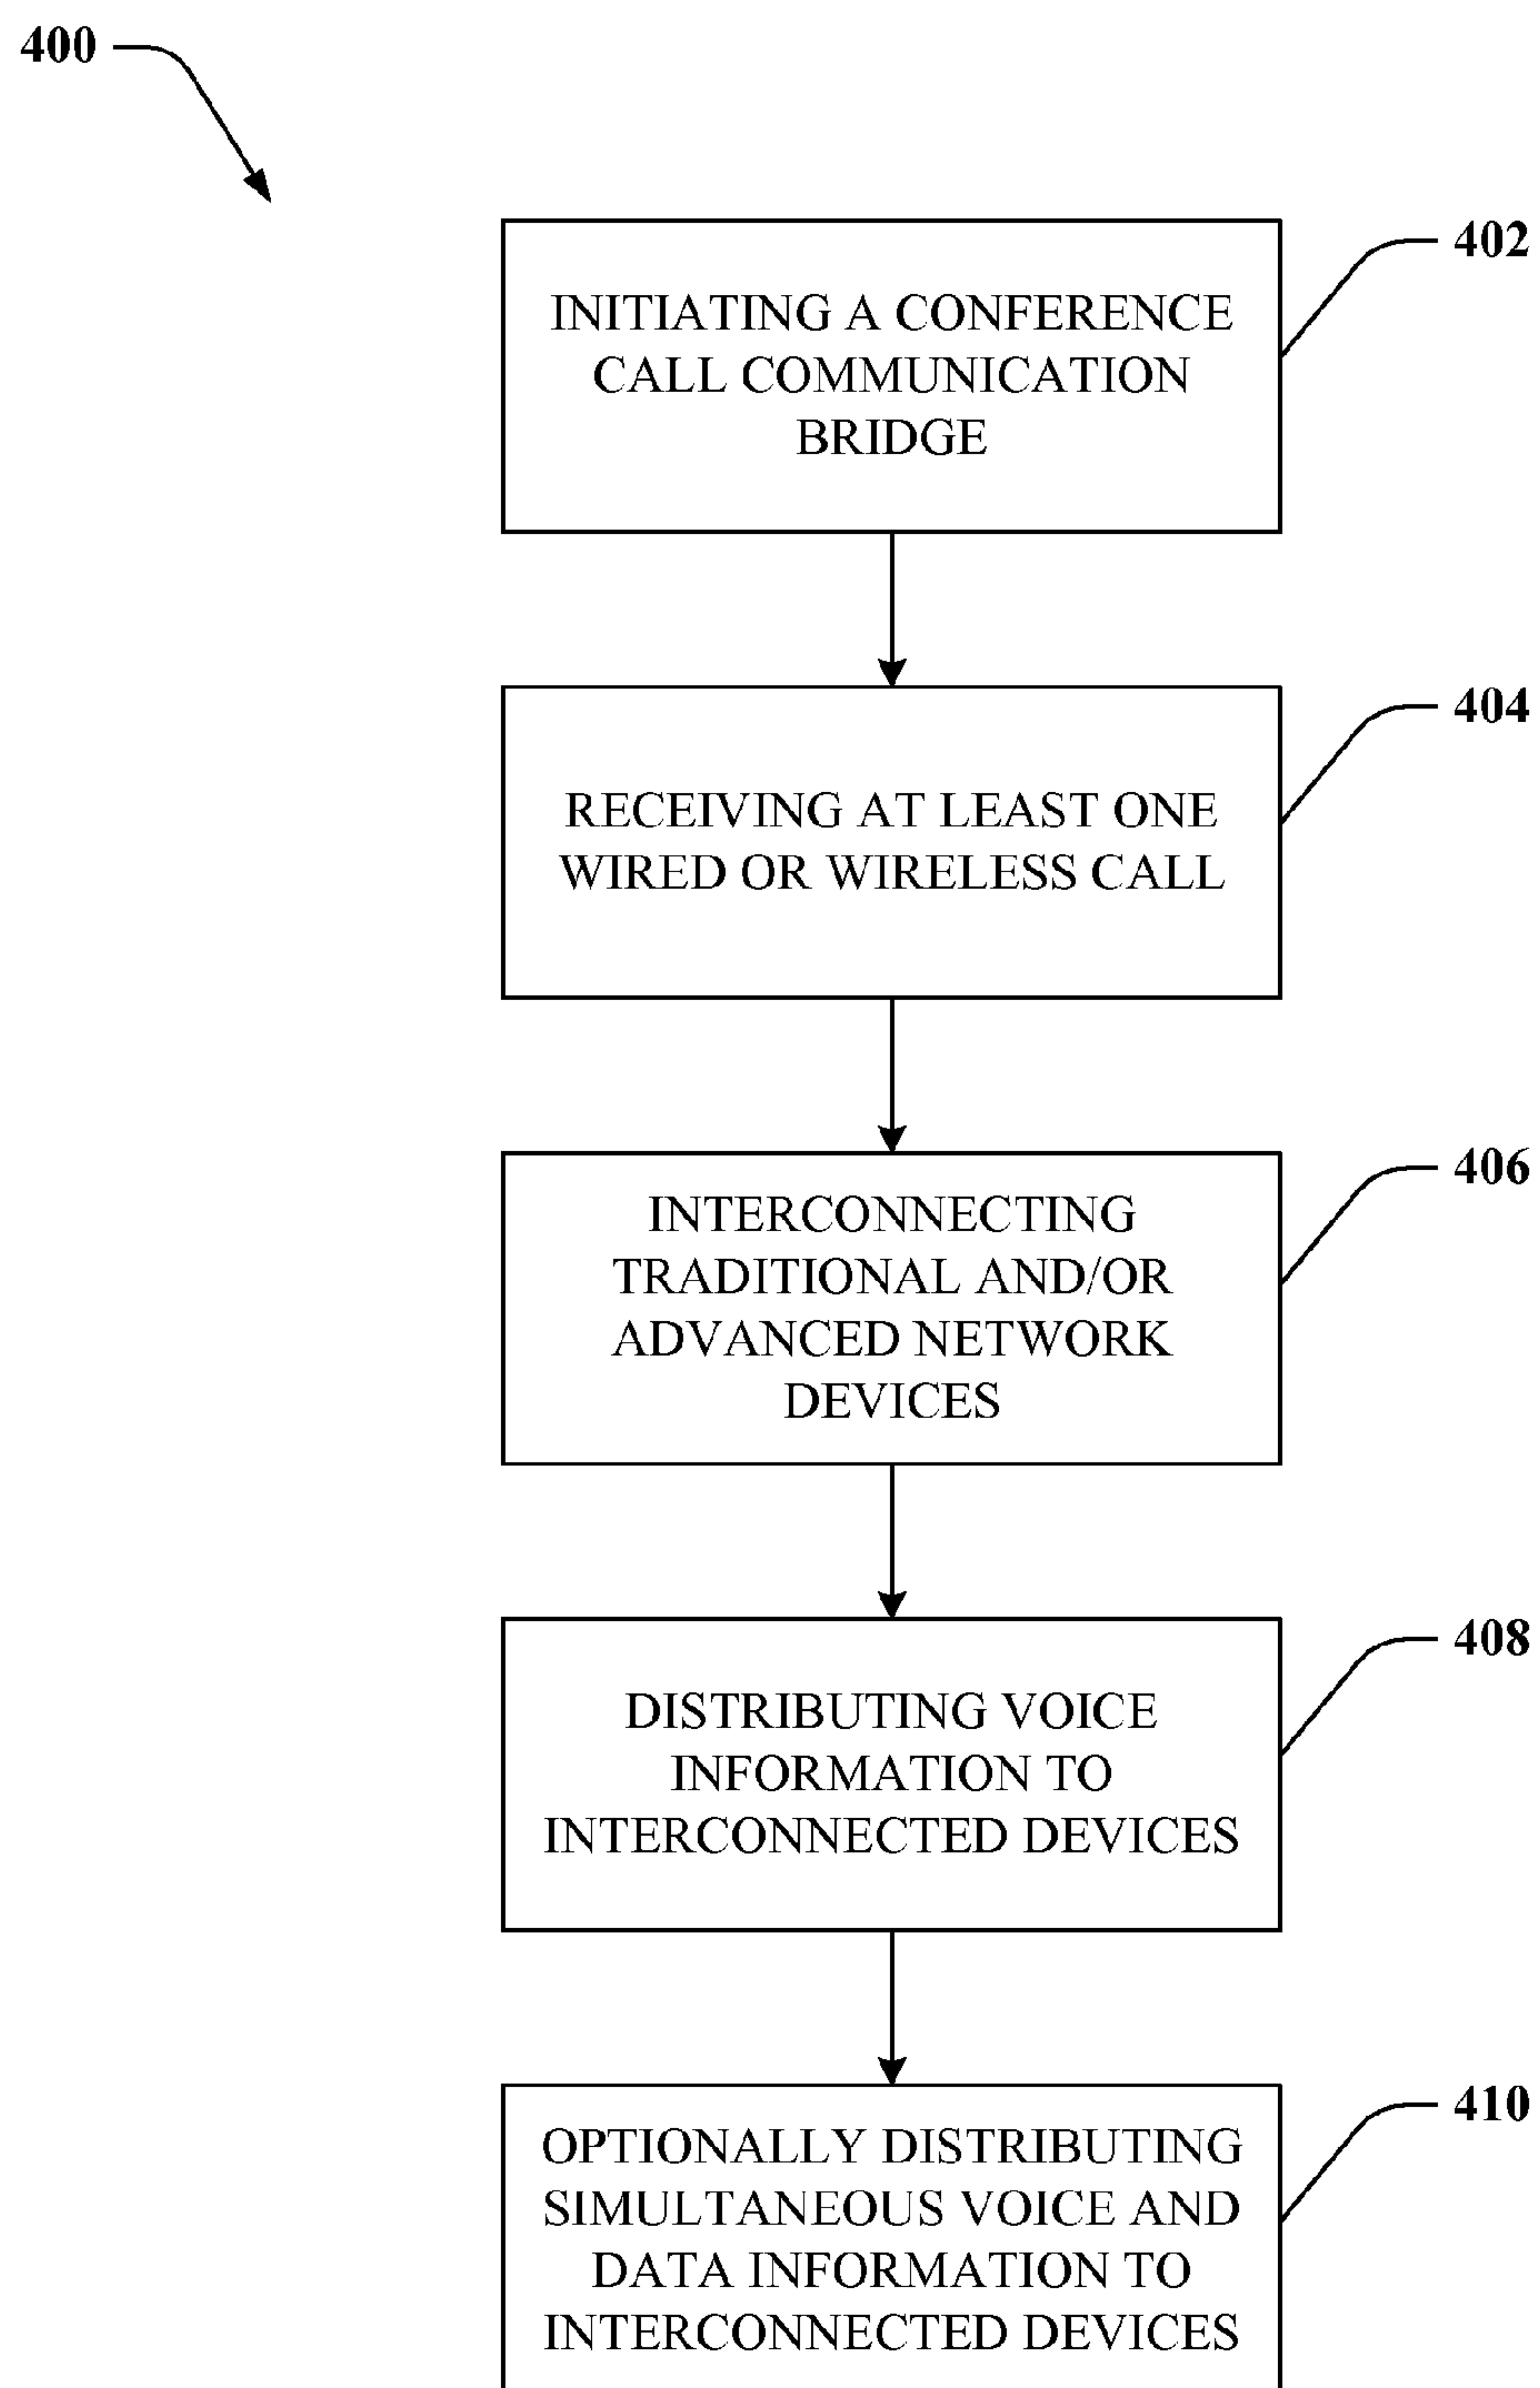 400
402
INITIATING A CONFERENCE
CALL COMMUNICATION
BRIDGE
404
RECEIVING AT LEAST ONE
WIRED OR WIRELESS CALL
406
INTERCONNECTING
TRADITIONAL AND/OR
ADVANCED NETWORK
DEVICES
408
DISTRIBUTING VOICE
INFORMATION TO
INTERCONNECTED DEVICES
410
OPTIONALLY DISTRIBUTING
SIMULTANEOUS VOICE AND
DATA INFORMATION TO
INTERCONNECTED DEVICES